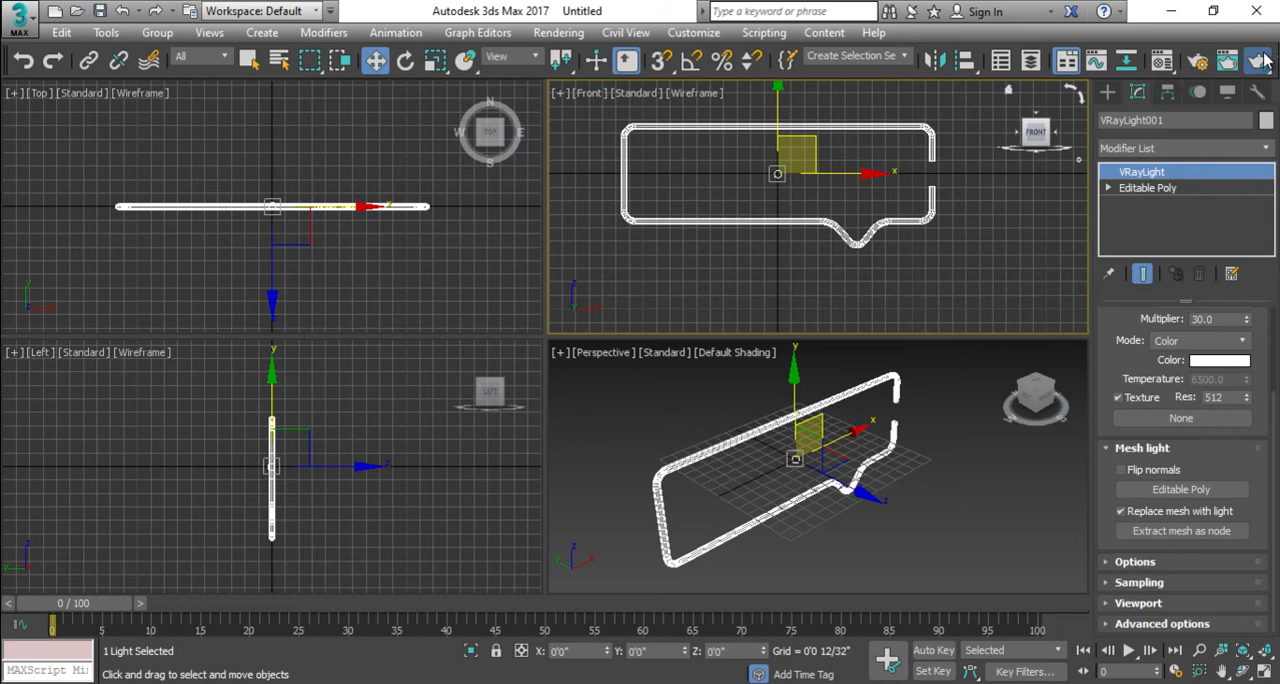 3
MAX
Workspace: Default
Autodesk 3ds Max 2017 Untitled
Type a keyword or phrase
Sign In
Edit Tools Group Views Create Modifiers Animation Graph Editors Rendering Civil View Customize Scripting Content Help
All
View
Create Selection Se
[+] [Top] [Standard] [Wireframe]
N
W TOP E
S
y
x
z
y
x
[+] [Front] [Standard] [Wireframe]
FRONT
x
z
x
VRayLight001
Modifier List
VRayLight
Editable Poly
Multiplier: 30.0
Mode: Color
Color:
Temperature: 6500.0
Texture Res: 512
None
Mesh light
Flip normals
Editable Poly
Replace mesh with light
Extract mesh as node
Options
Sampling
Viewport
Advanced options
[+] [Left] [Standard] [Wireframe]
LEFT
y
z
z
y
[+] [Perspective] [Standard] [Default Shading]
y
x
z
z
y
x
< 0 / 100 >
0 5 10 15 20 25 30 35 40 45 50 55 60 65 70 75 80 85 90 95 100
1 Light Selected
X: 0'0" Y: 0'0" Z: 0'0" Grid = 0'0 12/32"
Auto Key Selected
MAXScript Mi
Click and drag to select and move objects
Add Time Tag
Set Key Key Filters...
0